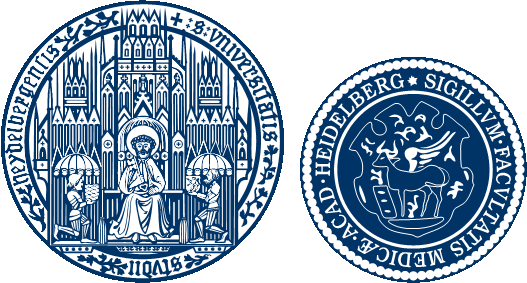 + : s : vniversitatis studii heydelbergensis
SIGILLVM · FACVLTATIS MEDICÆ ACAD · HEIDELBERG ★